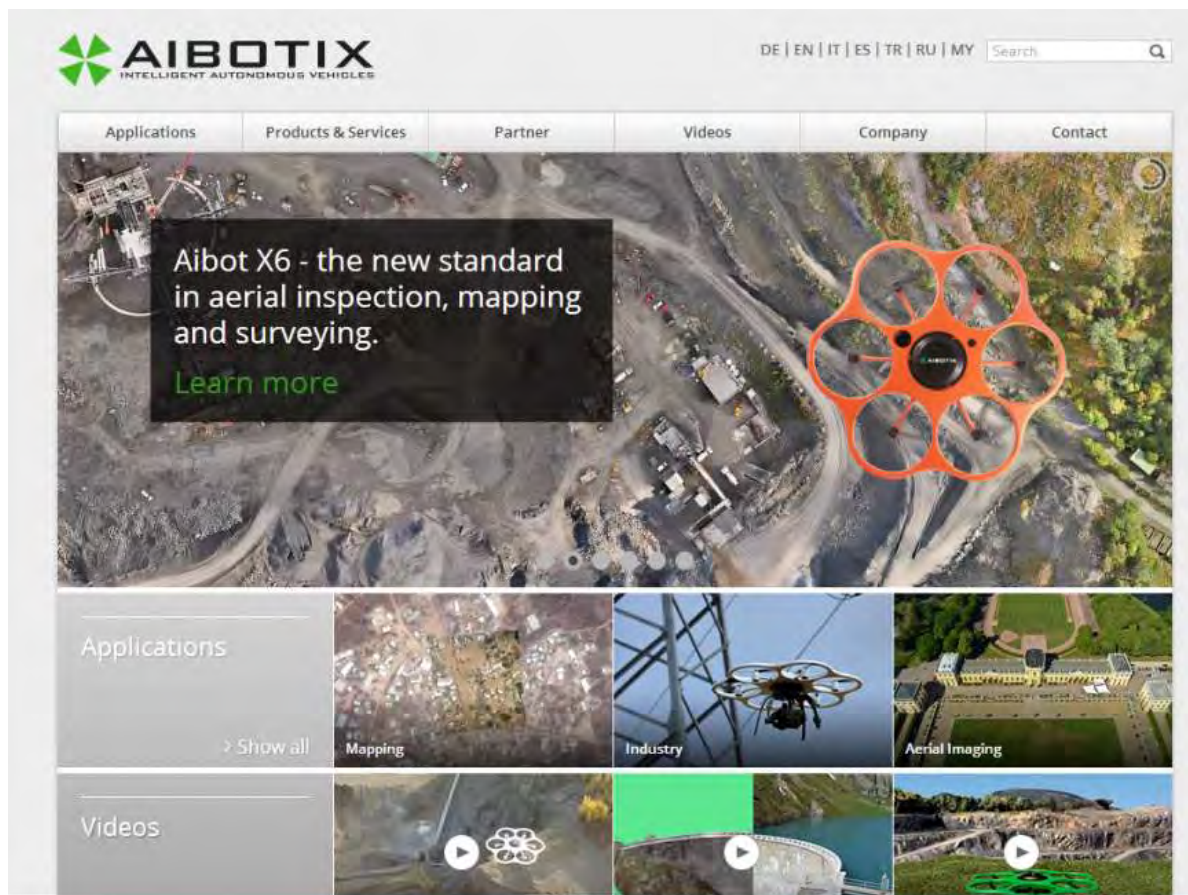 AIBOTIX
INTELLIGENT AUTONOMOUS VEHICLES
DE | EN | IT | ES | TR | RU | MY
Search
Applications
Products & Services
Partner
Videos
Company
Contact
Aibot X6 - the new standard
in aerial inspection, mapping
and surveying.
Learn more
AIBOTIX
Applications
> Show all
Mapping
Industry
Aerial Imaging
Videos